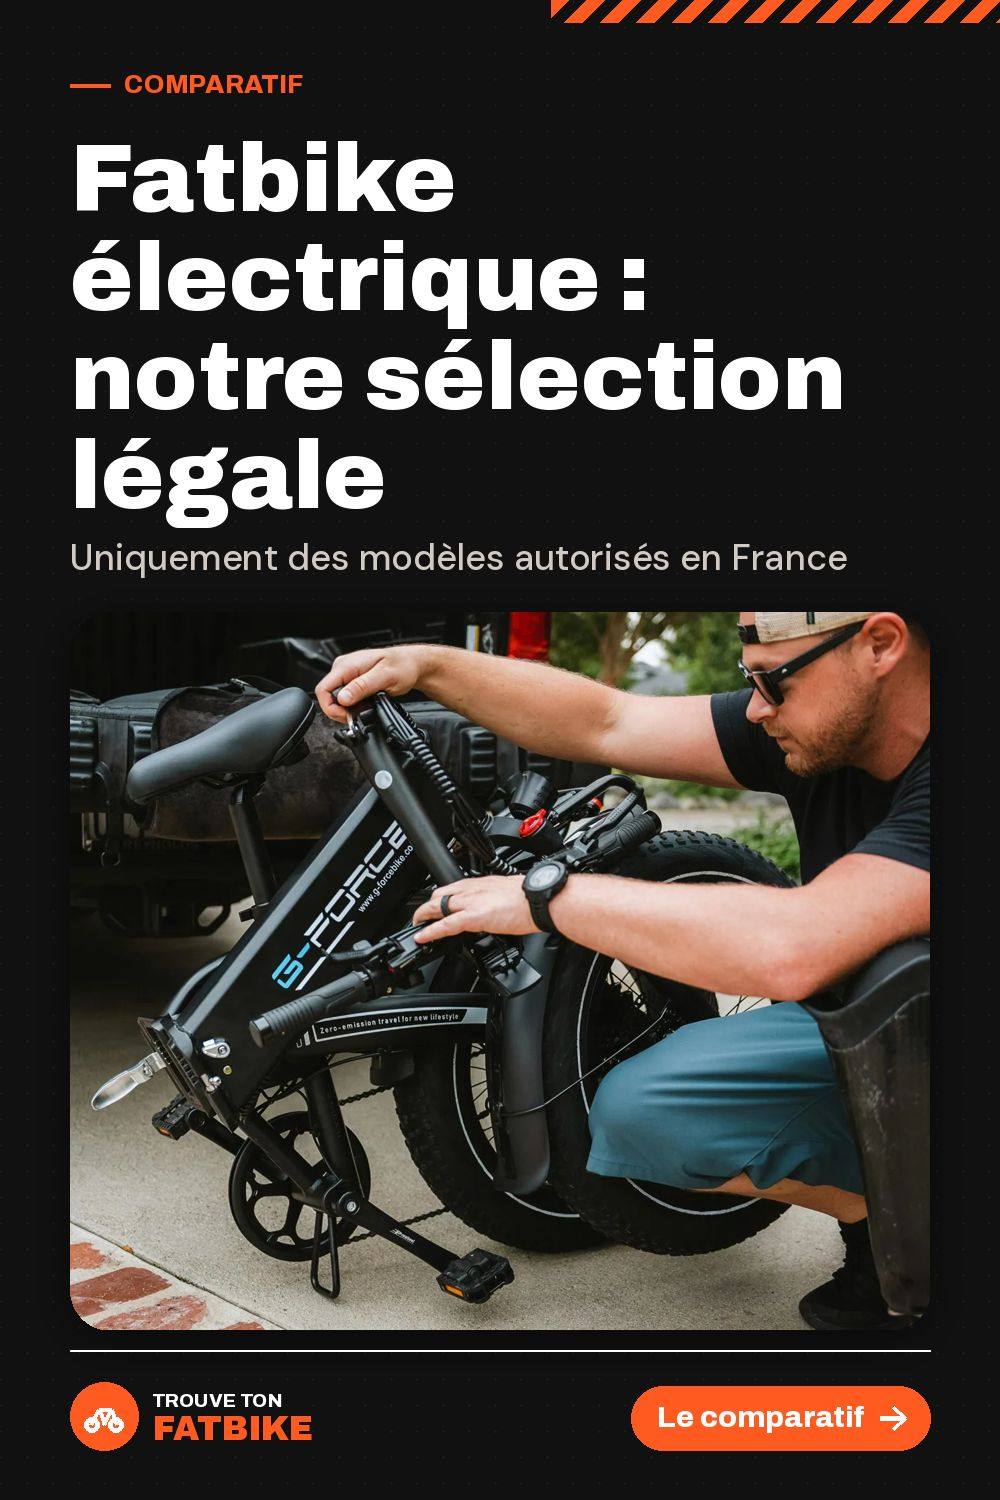 COMPARATIF
Fatbike
électrique :
notre sélection
légale
Uniquement des modèles autorisés en France
G-FORCE
www.g-forcebike.co
Zero-emission travel for new lifestyle
TROUVE TON
FATBIKE
Le comparatif →